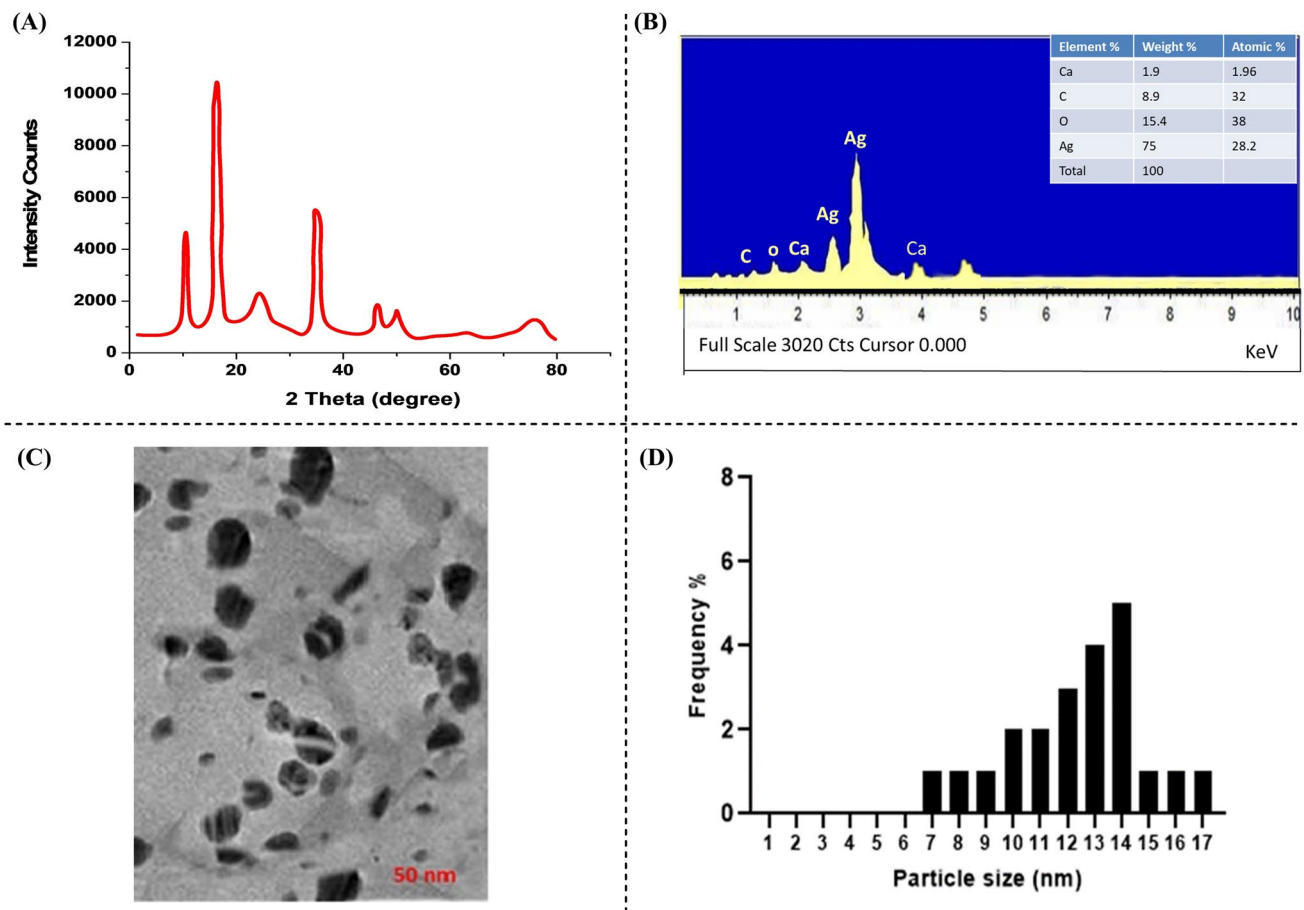 (A)
12000
10000
8000
6000
4000
2000
0
Intensity Counts
0 20 40 60 80
2 Theta (degree)
(B)
Element % Weight % Atomic %
Ca 1.9 1.96
C 8.9 32
O 15.4 38
Ag 75 28.2
Total 100
Ag
Ag
C o Ca Ca
1 2 3 4 5 6 7 8 9 10
Full Scale 3020 Cts Cursor 0.000
KeV
(C)
50 nm
(D)
8
6
4
2
0
Frequency %
1 2 3 4 5 6 7 8 9 10 11 12 13 14 15 16 17
Particle size (nm)